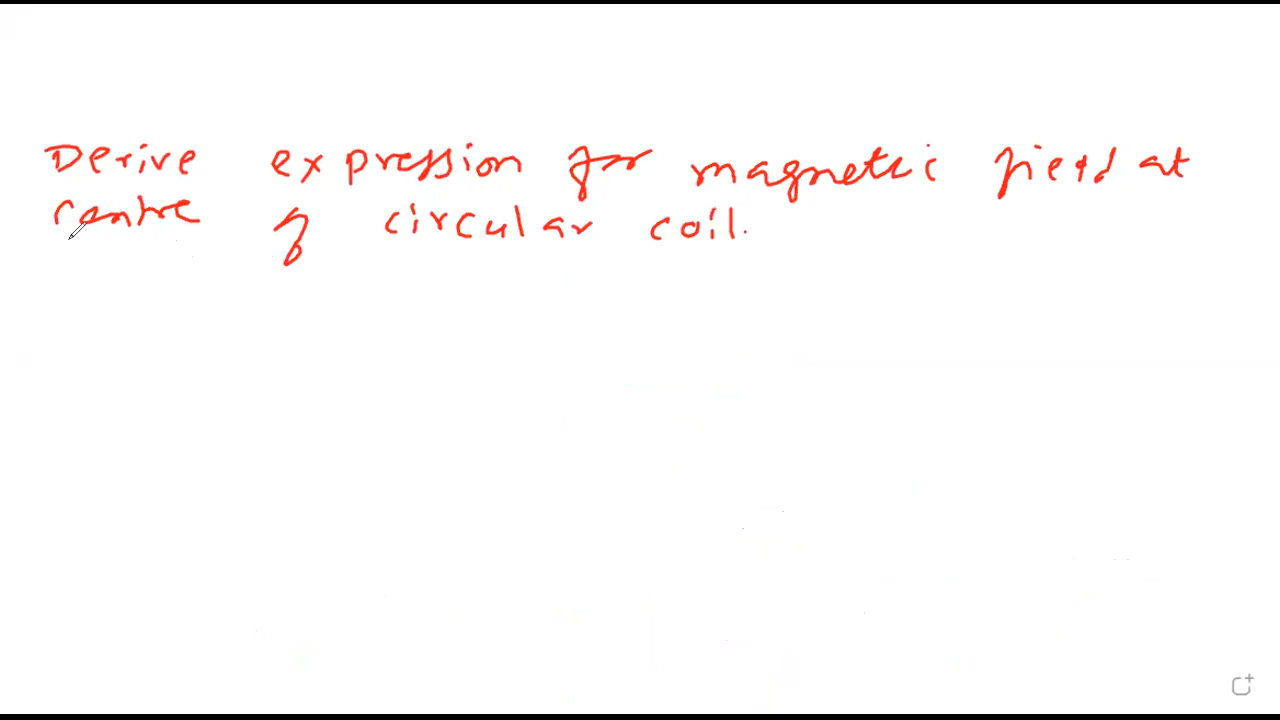 Derive expression for magnetic field at
centre of circular coil.